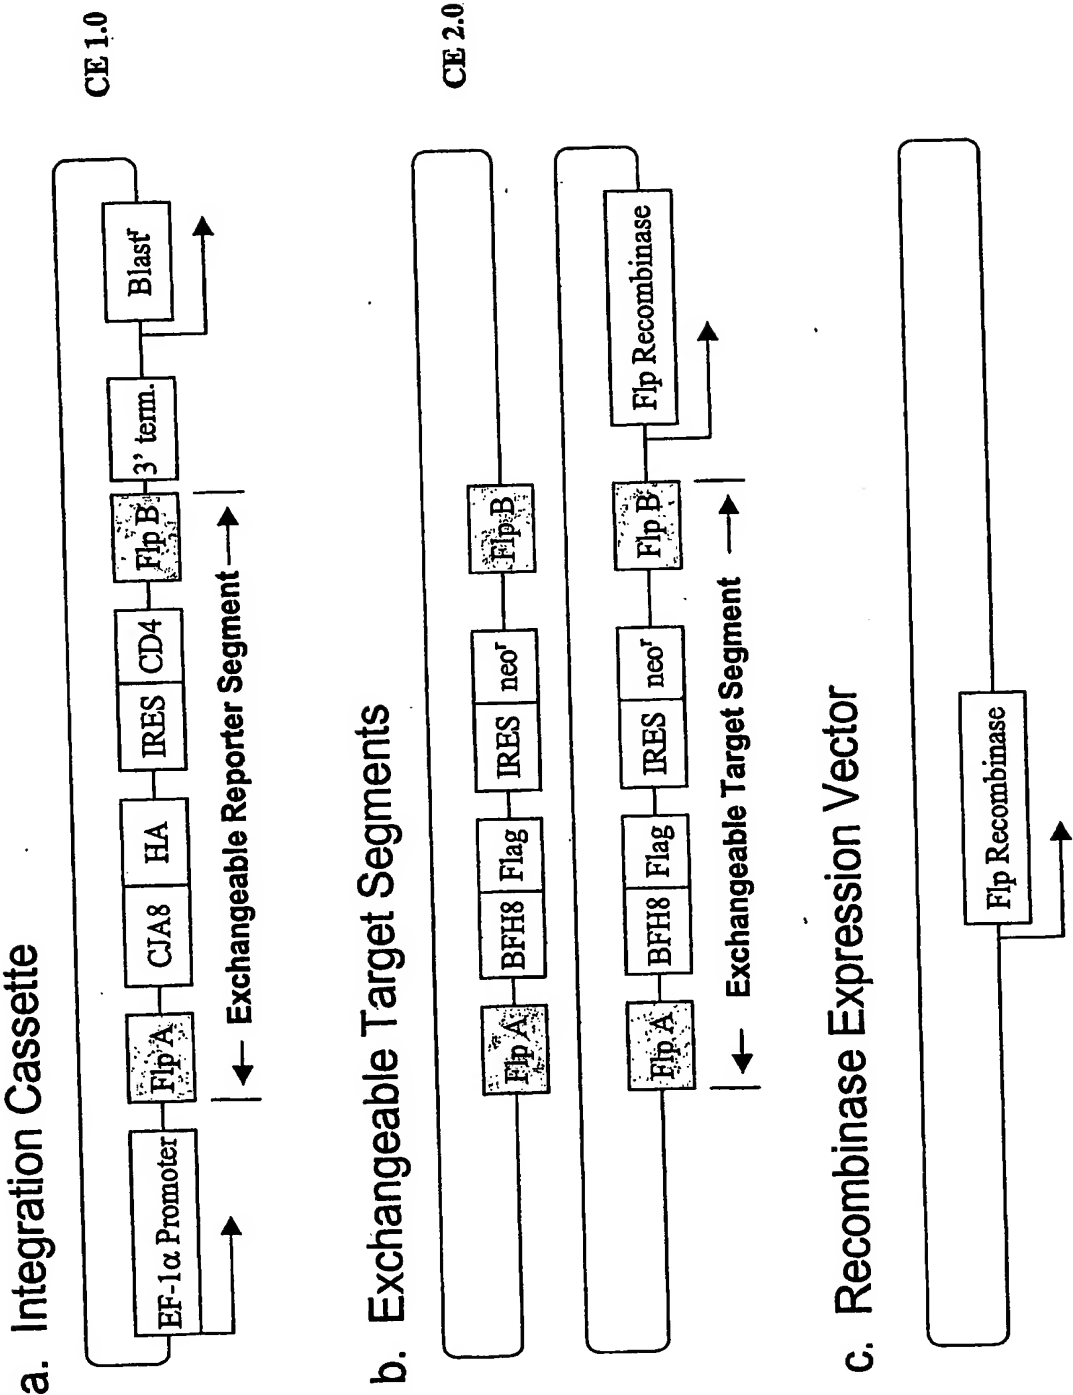 a. Integration Cassette
CE 1.0
EF-1α Promoter
Flp A
CJA8
HA
IRES
CD4
Flp B
3' term.
Blastʳ
Exchangeable Reporter Segment
b. Exchangeable Target Segments
CE 2.0
Flp A
BFH8
Flag
IRES
neoʳ
Flp B
Flp A
BFH8
Flag
IRES
neoʳ
Flp B
Flp Recombinase
Exchangeable Target Segment
c. Recombinase Expression Vector
Flp Recombinase